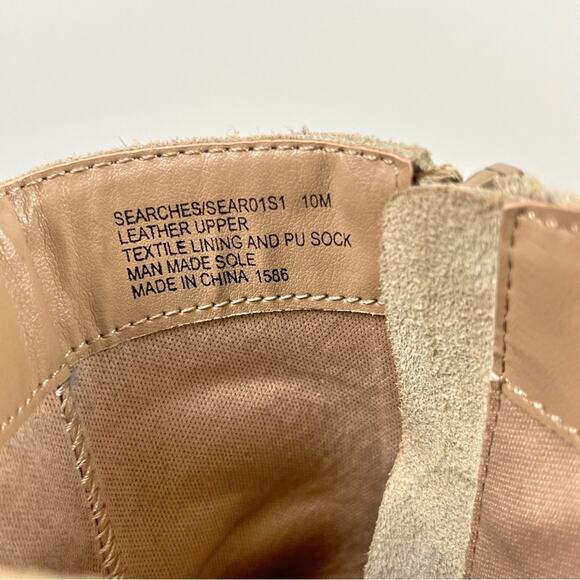 SEARCHES/SEAR01S1 10M
LEATHER UPPER
TEXTILE LINING AND PU SOCK
MAN MADE SOLE
MADE IN CHINA 1586